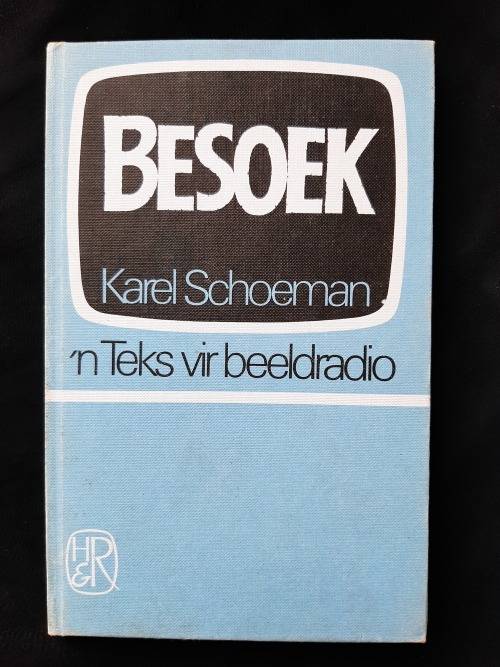 BESOEK
Karel Schoeman
'n Teks vir beeldradio
H&R